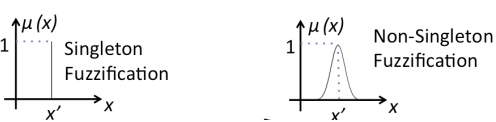 μ (x)
1
Singleton
Fuzzification
x'
x
μ (x)
1
Non-Singleton
Fuzzification
x'
x